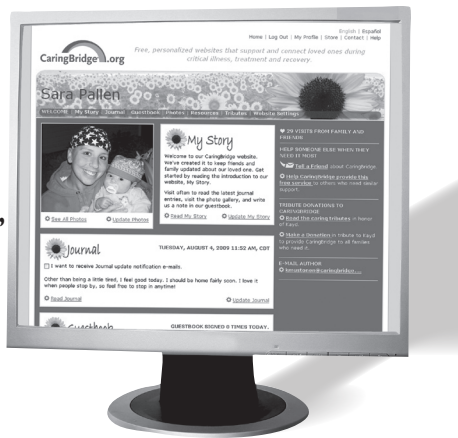 English | Español
Home | Log Out | My Profile | Store | Contact | Help
CaringBridge.org
Free, personalized websites that support and connect loved ones during
critical illness, treatment and recovery.
Sara Pallen
WELCOME | My Story | Journal | Guestbook | Photos | Resources | Tributes | Website Settings
See All Photos
Update Photos
My Story
Welcome to our CaringBridge website.
We've created it to keep friends and
family updated about our loved one. Get
started by reading the introduction to our
website, My Story.
Visit often to read the latest journal
entries, visit the photo gallery, and write
us a note in our guestbook.
Read My Story
Update My Story
29 VISITS FROM FAMILY AND
FRIENDS
HELP SOMEONE ELSE WHEN THEY
NEED IT MOST
Tell a Friend about CaringBridge.
Help CaringBridge provide this
free service to others who need
support.
TRIBUTE DONATIONS TO
CARINGBRIDGE
Read the caring tributes in honor
of
Make a Donation in tribute to
to provide CaringBridge to all families
who need it.
E-MAIL AUTHOR
Journal
TUESDAY, AUGUST 4, 2009 11:52 AM, CDT
I want to receive Journal update notification e-mails.
Other than being a little tired, I feel good today. I should be home fairly soon. I love it
when people stop by, so feel free to stop in anytime!
Read Journal
Update Journal
Guestbook
GUESTBOOK SIGNED 6 TIMES TODAY.
,